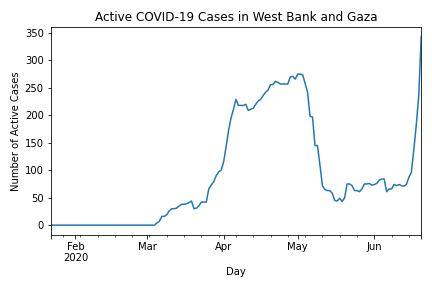 Active COVID-19 Cases in West Bank and Gaza
Number of Active Cases
350
300
250
200
150
100
50
0
Feb
2020
Mar
Apr
May
Jun
Day